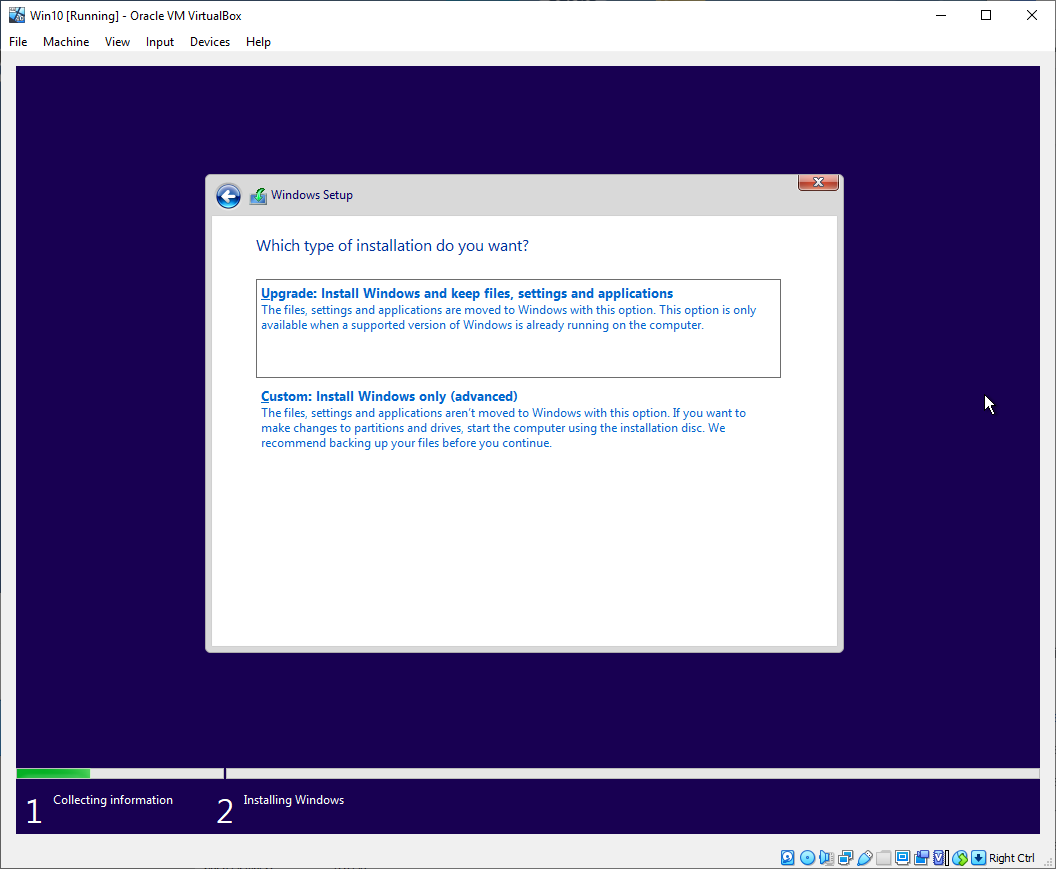 Win10 [Running] - Oracle VM VirtualBox
File Machine View Input Devices Help
Windows Setup
Which type of installation do you want?
Upgrade: Install Windows and keep files, settings and applications
The files, settings and applications are moved to Windows with this option. This option is only
available when a supported version of Windows is already running on the computer.
Custom: Install Windows only (advanced)
The files, settings and applications aren't moved to Windows with this option. If you want to
make changes to partitions and drives, start the computer using the installation disc. We
recommend backing up your files before you continue.
1 Collecting information 2 Installing Windows
Right Ctrl